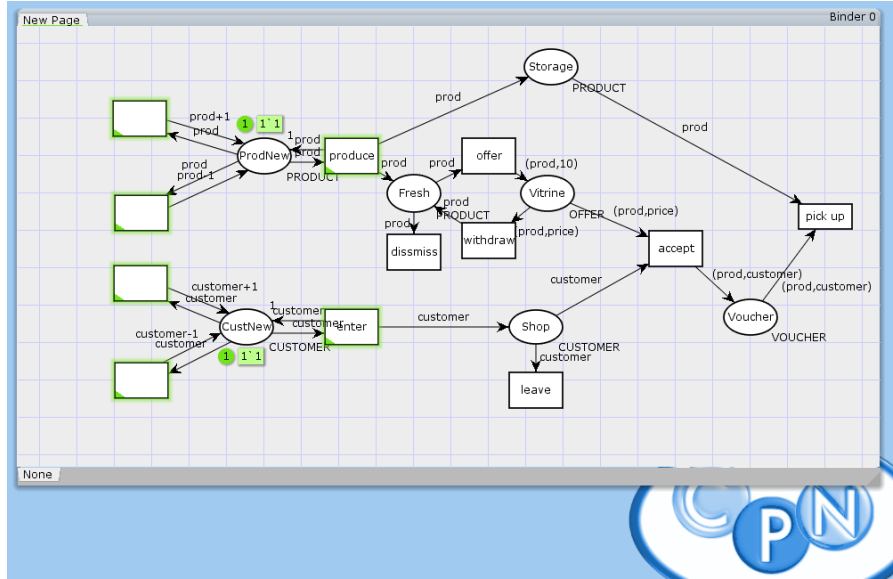 New Page
Binder 0
Storage
PRODUCT
prod
prod+1
prod
1
1`1
1
prod
prod
ProdNew
PRODUCT
produce
prod
prod
offer
(prod,10)
prod
prod
prod-1
Fresh
prod
PRODUCT
Vitrine
OFFER
(prod,price)
pick up
prod
dissmiss
withdraw
(prod,price)
accept
customer
(prod,customer)
(prod,customer)
customer+1
customer
1
customer
customer
CustNew
CUSTOMER
enter
customer
Shop
CUSTOMER
Voucher
VOUCHER
customer-1
customer
1
1`1
customer
leave
None
CPN